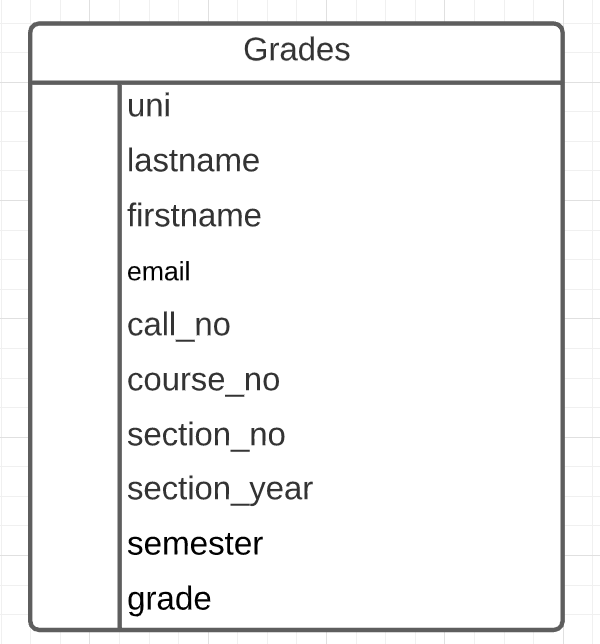 Grades
uni
lastname
firstname
email
call_no
course_no
section_no
section_year
semester
grade